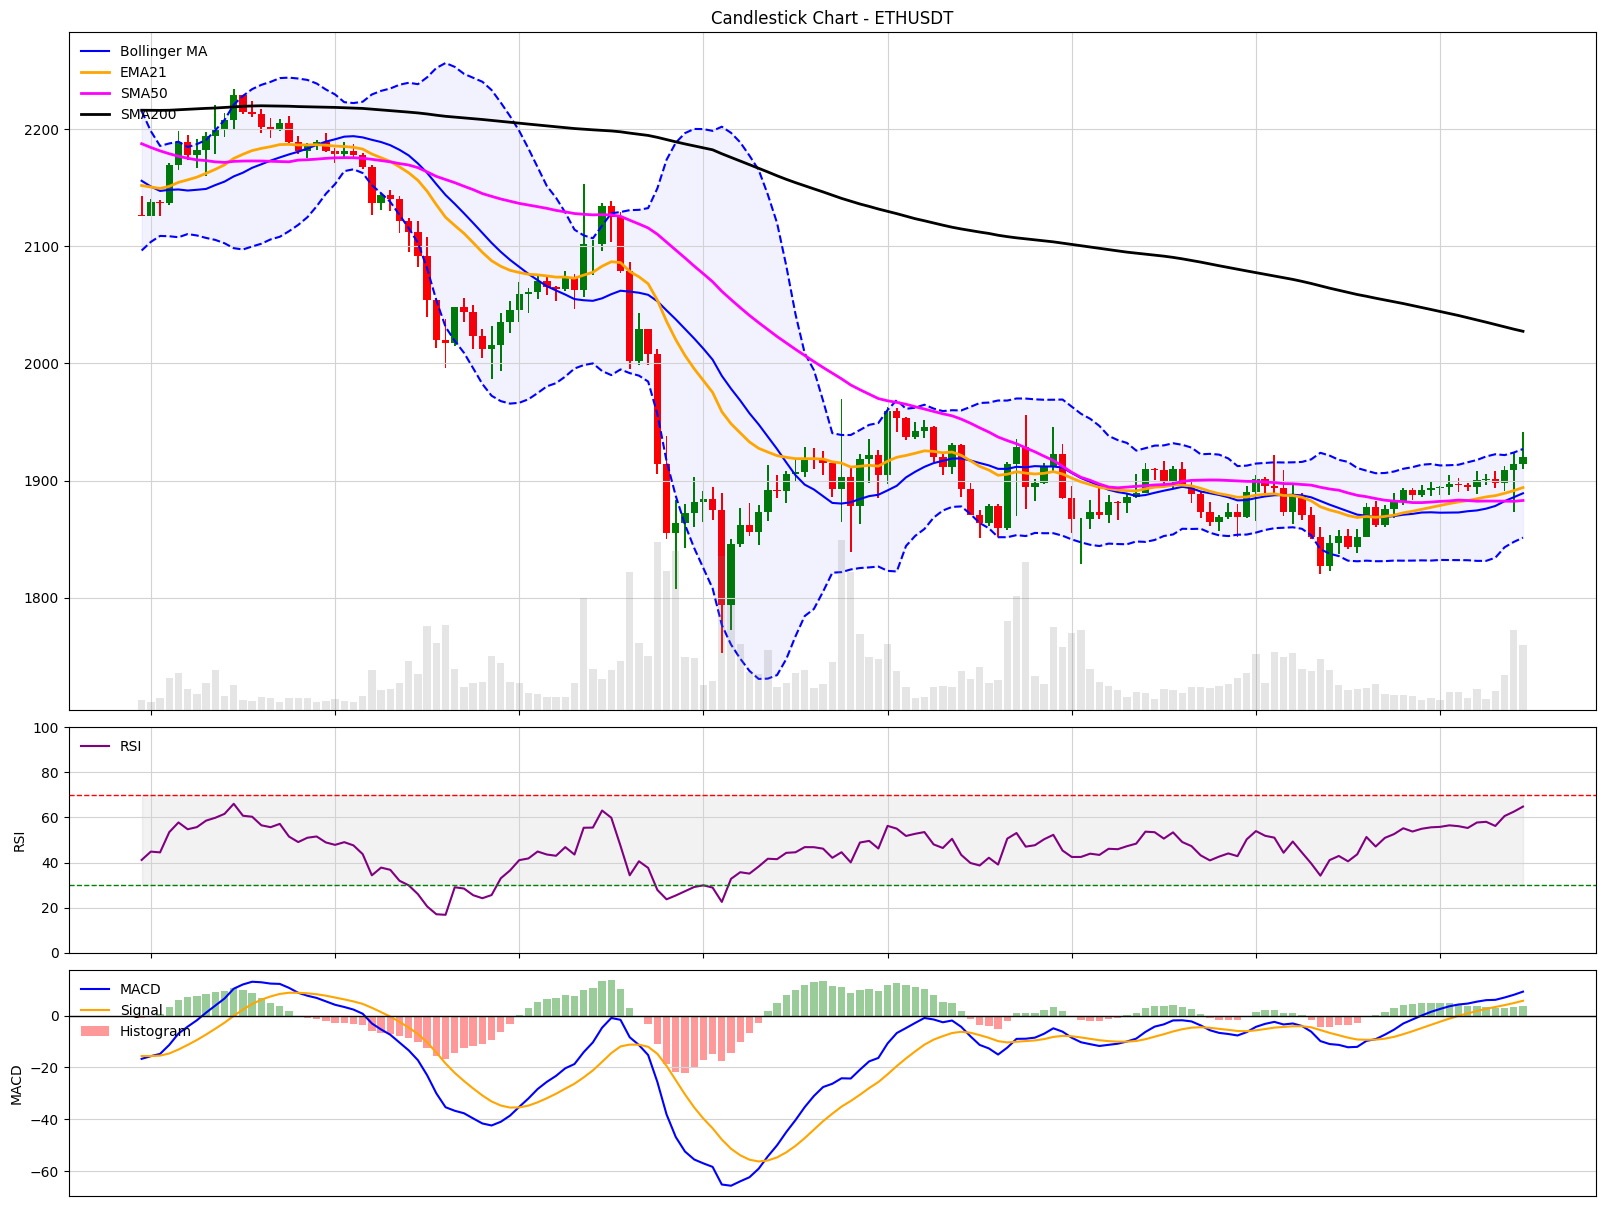 Candlestick Chart - ETHUSDT
Bollinger MA
EMA21
SMA50
SMA200
2200
2100
2000
1900
1800
RSI
100
80
60
40
20
0
RSI
MACD
Signal
Histogram
0
−20
−40
−60
MACD